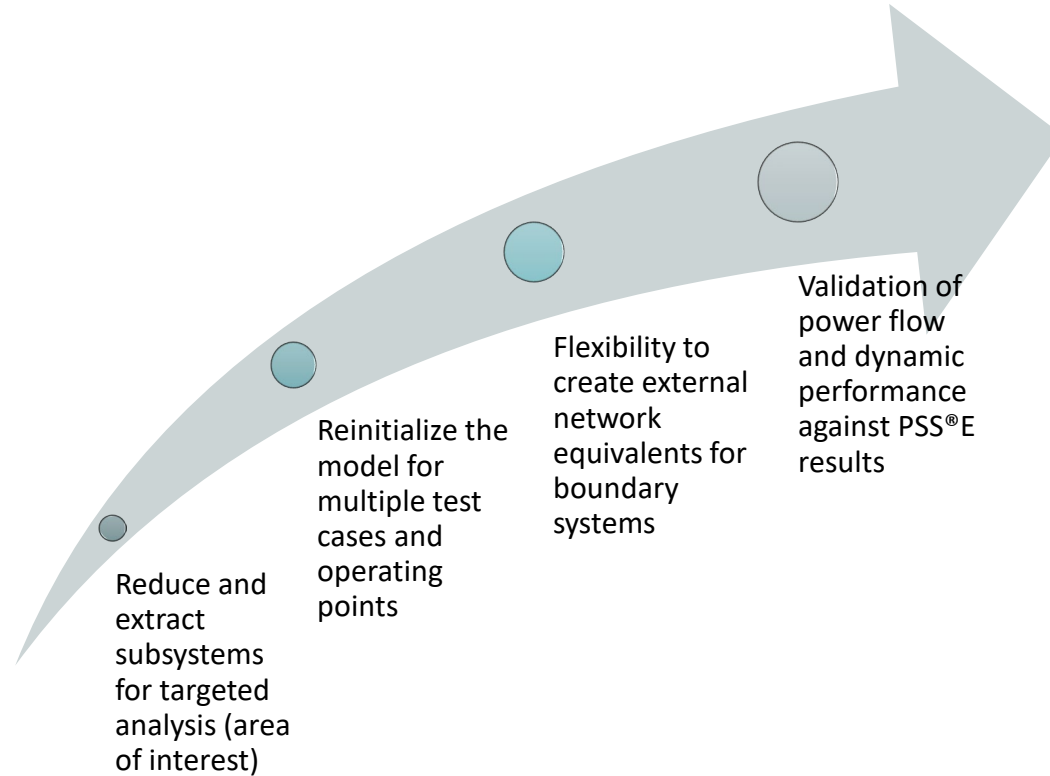 Reduce and
extract
subsystems
for targeted
analysis (area
of interest)
Reinitialize the
model for
multiple test
cases and
operating
points
Flexibility to
create external
network
equivalents for
boundary
systems
Validation of
power flow
and dynamic
performance
against PSS®E
results